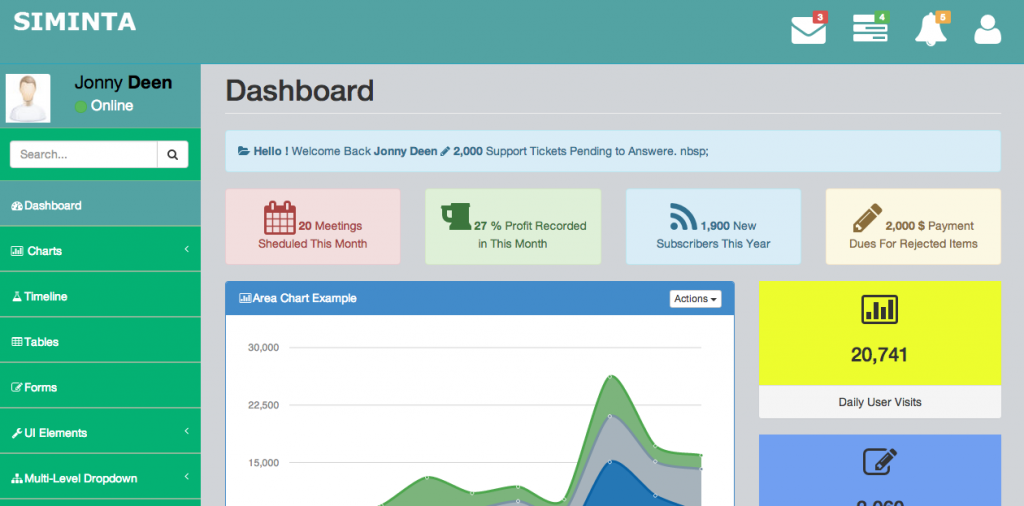 SIMINTA
3
4
5
Jonny Deen
Online
Search...
Dashboard
Charts
Timeline
Tables
Forms
UI Elements
Multi-Level Dropdown
Dashboard
Hello ! Welcome Back Jonny Deen 2,000 Support Tickets Pending to Answere. nbsp;
20 Meetings
Sheduled This Month
27 % Profit Recorded
in This Month
1,900 New
Subscribers This Year
2,000 $ Payment
Dues For Rejected Items
Area Chart Example
Actions
30,000
22,500
15,000
20,741
Daily User Visits